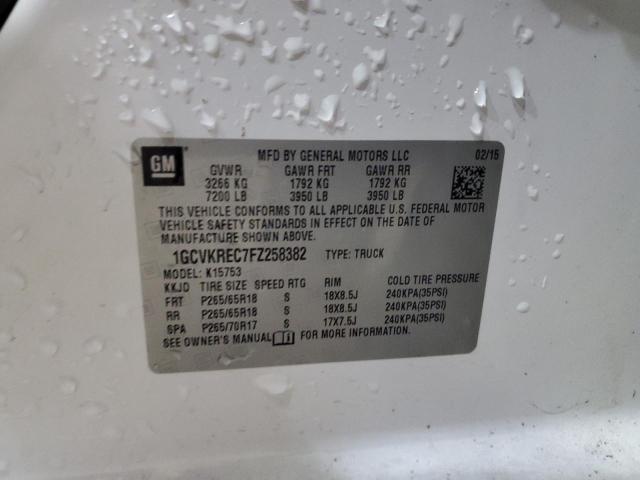 GM
MFD BY GENERAL MOTORS LLC 02/15
GVWR GAWR FRT GAWR RR
3266 KG 1792 KG 1792 KG
7200 LB 3950 LB 3950 LB
THIS VEHICLE CONFORMS TO ALL APPLICABLE U.S. FEDERAL MOTOR
VEHICLE SAFETY STANDARDS IN EFFECT ON THE DATE OF
MANUFACTURE SHOWN ABOVE.
1GCVKREC7FZ258382 TYPE: TRUCK
MODEL: K15753
KKJD TIRE SIZE SPEED RTG RIM COLD TIRE PRESSURE
FRT P265/65R18 S 18X8.5J 240KPA(35PSI)
RR P265/65R18 S 18X8.5J 240KPA(35PSI)
SPA P265/70R17 S 17X7.5J 240KPA(35PSI)
SEE OWNER'S MANUAL FOR MORE INFORMATION.